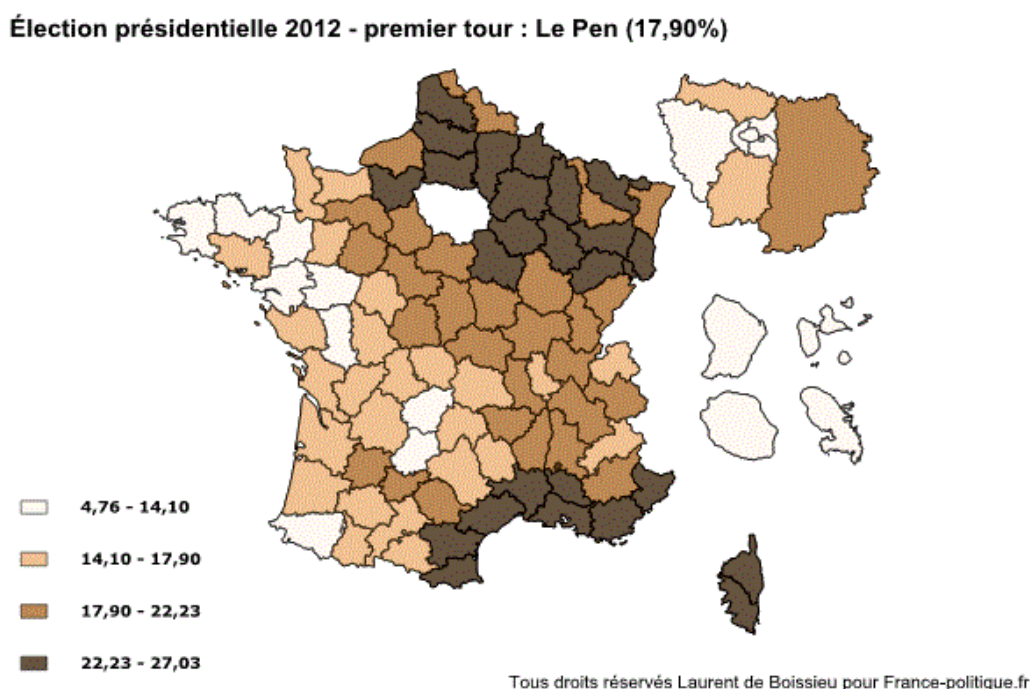 Élection présidentielle 2012 - premier tour : Le Pen (17,90%)
4,76 - 14,10
14,10 - 17,90
17,90 - 22,23
22,23 - 27,03
Tous droits réservés Laurent de Boissieu pour France-politique.fr